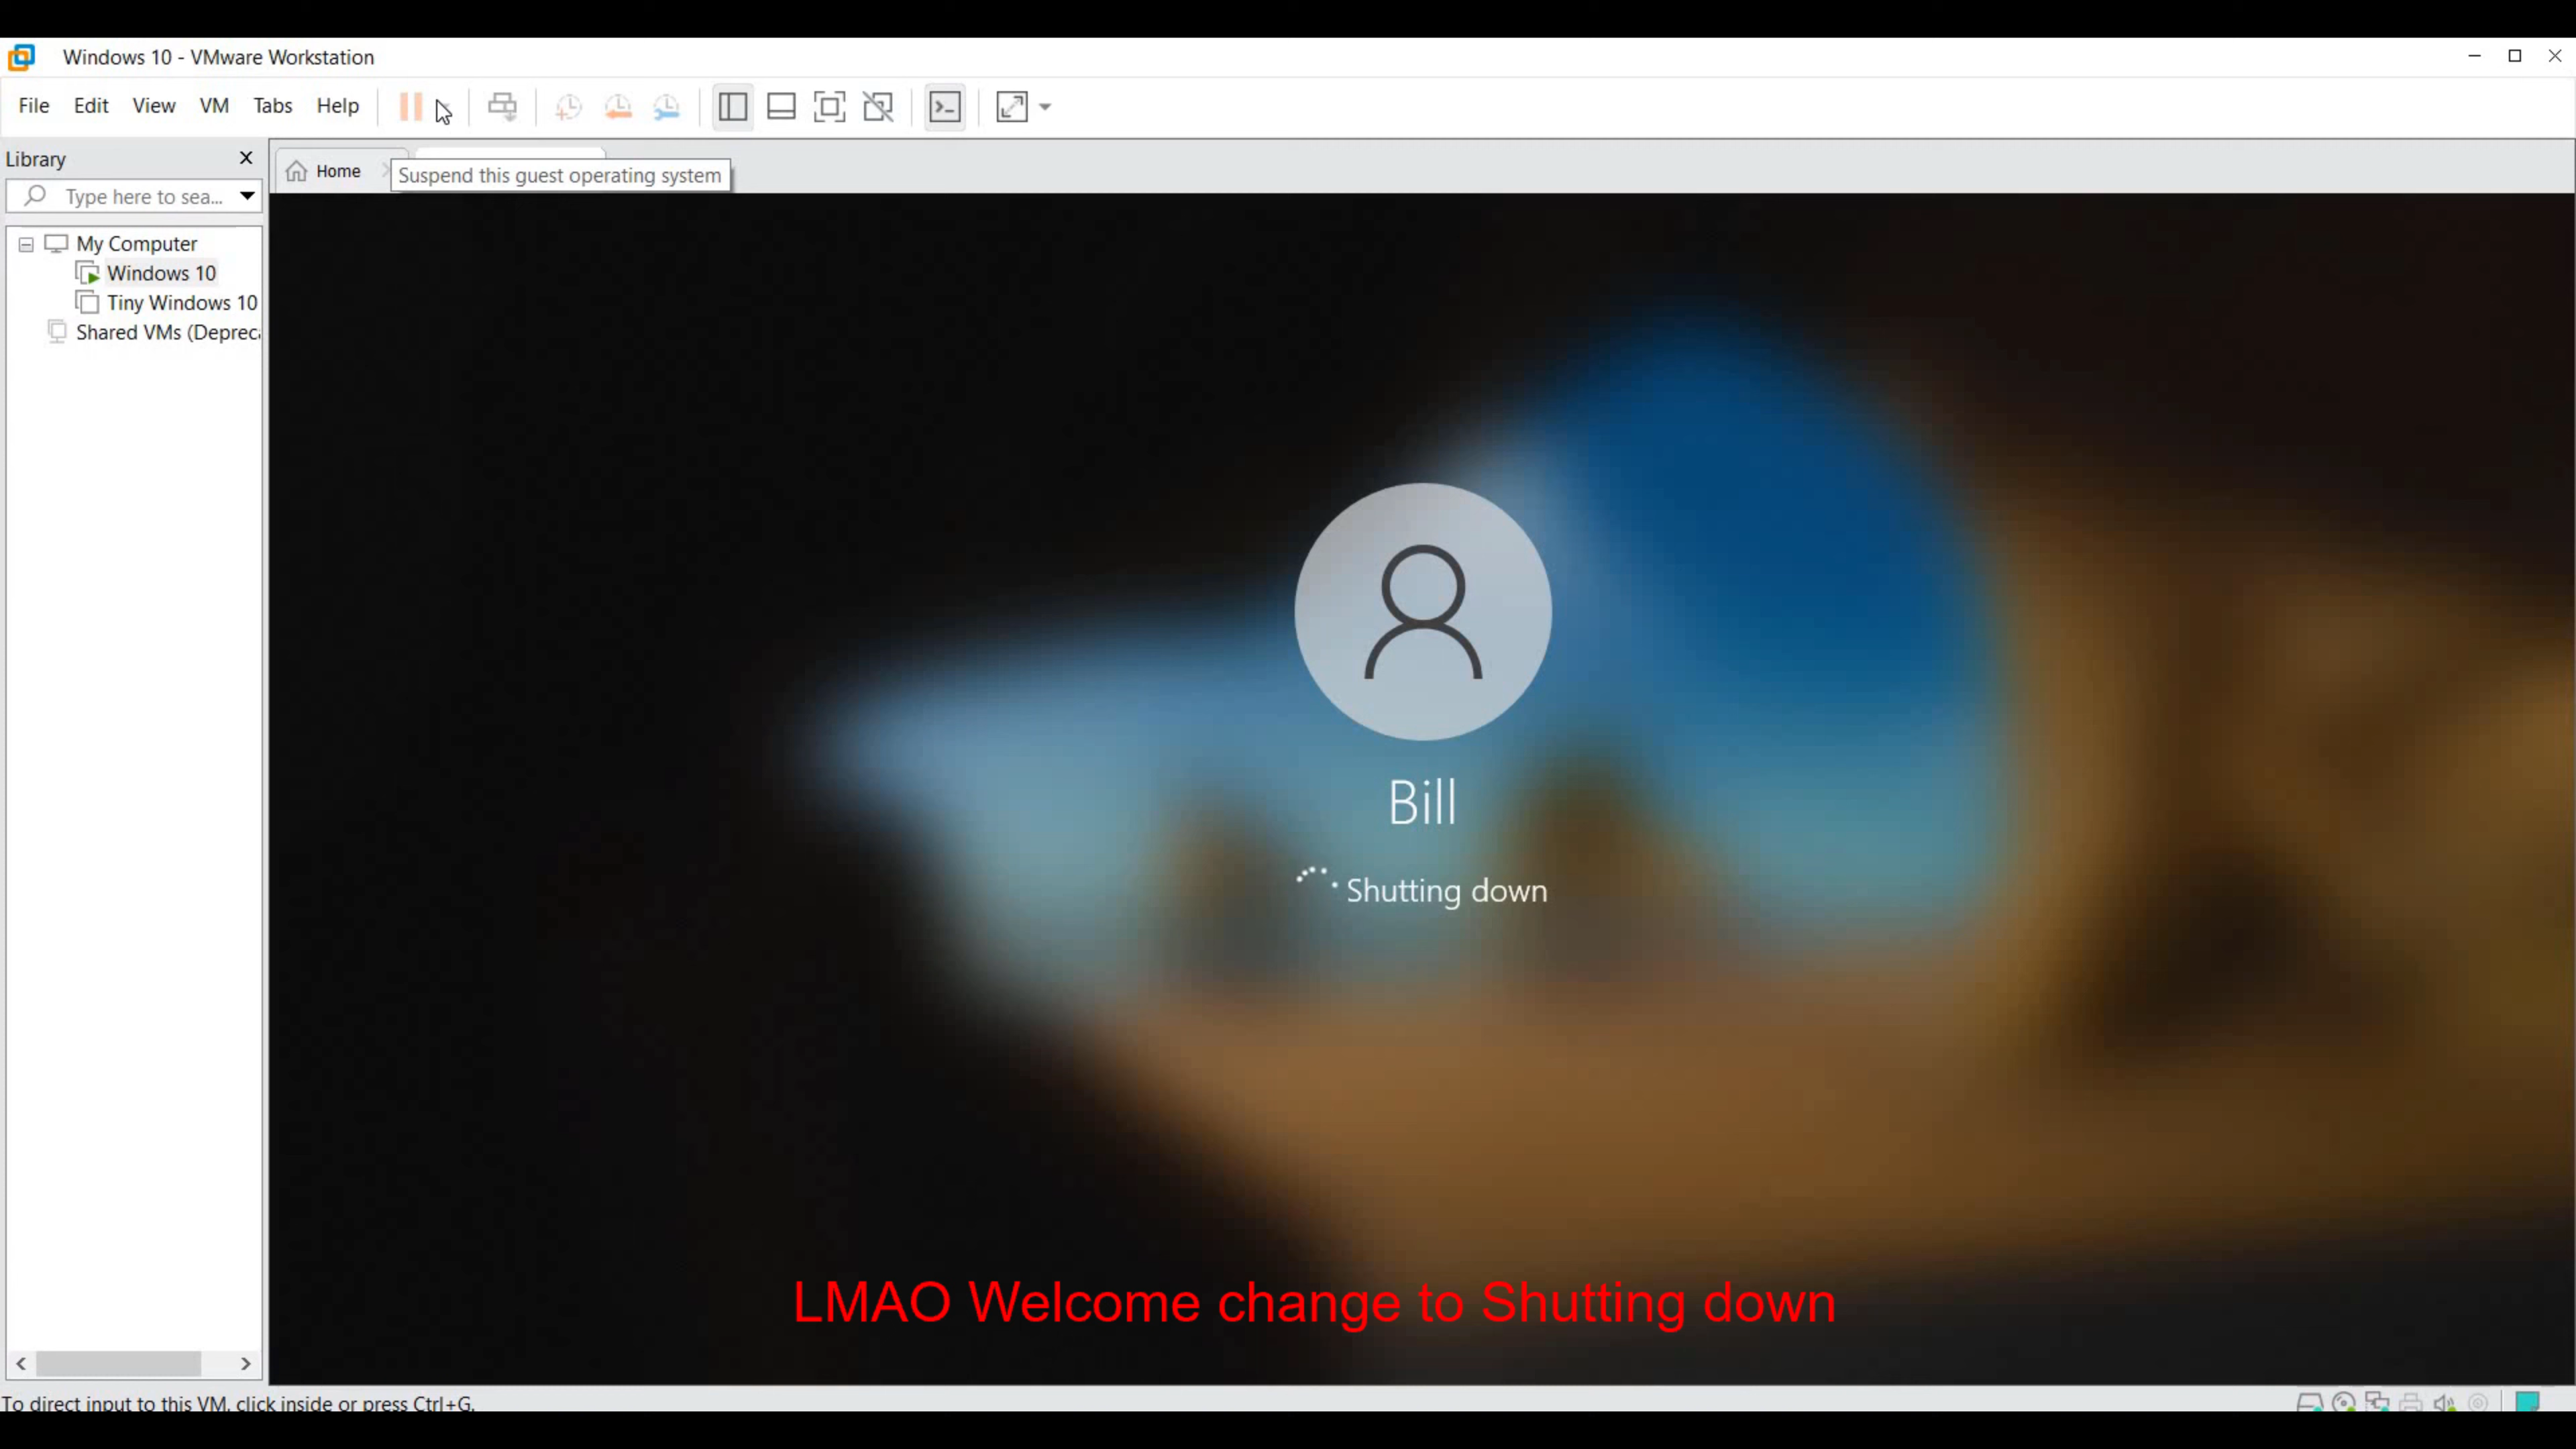 Windows 10 - VMware Workstation
File Edit View VM Tabs Help
Library
Home
Suspend this guest operating system
Type here to sea...
My Computer
Windows 10
Tiny Windows 10
Shared VMs (Depreca
Bill
Shutting down
LMAO Welcome change to Shutting down
To direct input to this VM, click inside or press Ctrl+G.